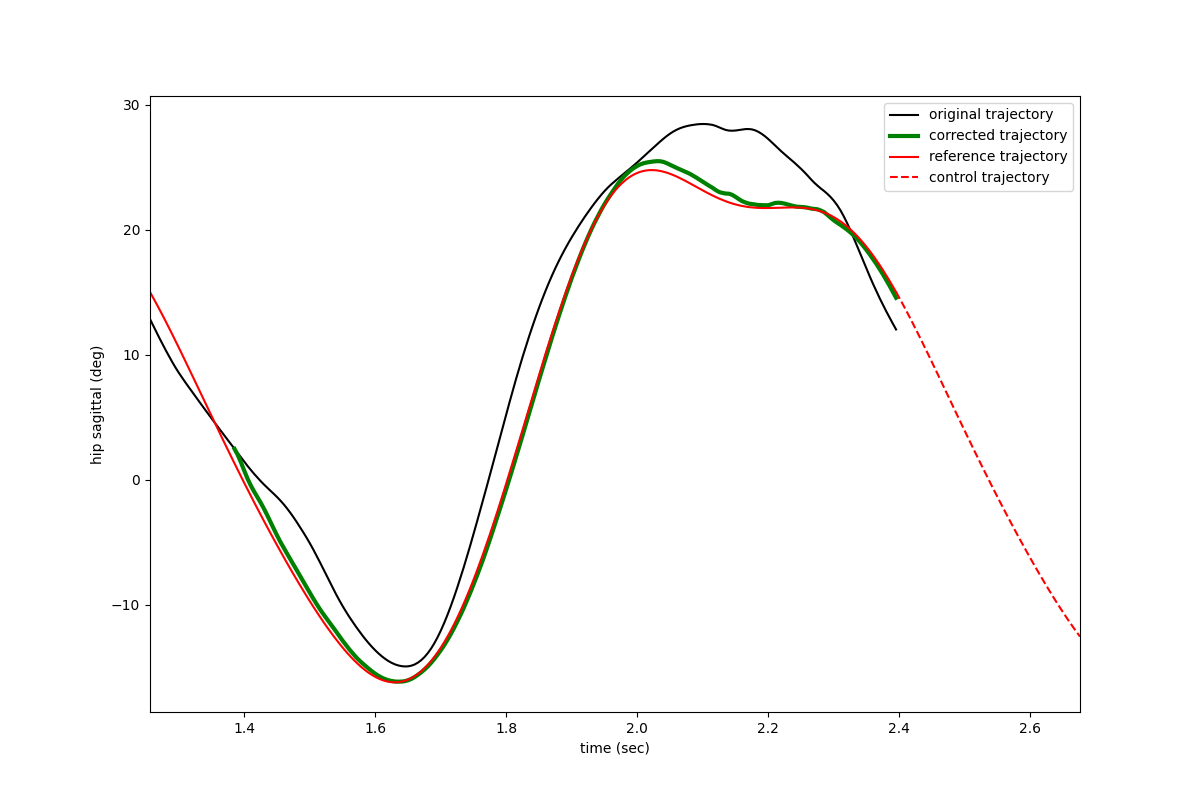 30
20
10
0
−10
hip sagittal (deg)
original trajectory
corrected trajectory
reference trajectory
control trajectory
1.4 1.6 1.8 2.0 2.2 2.4 2.6
time (sec)